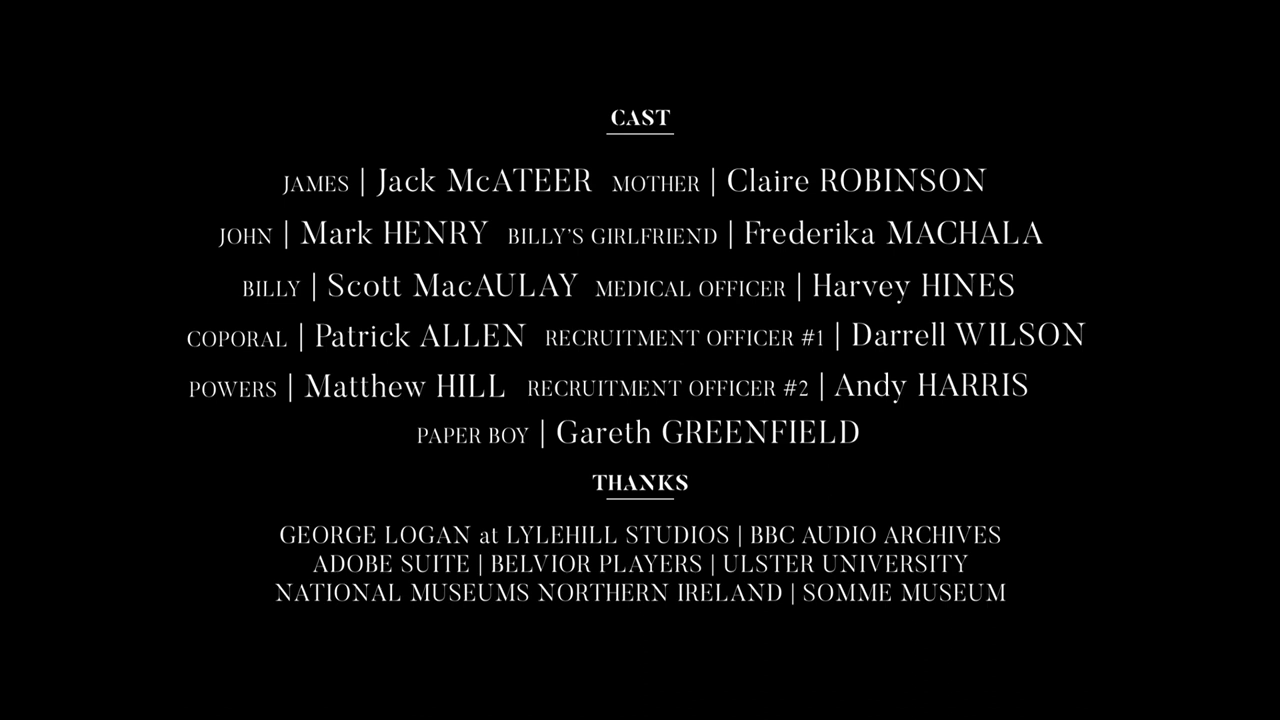 CAST
JAMES | Jack McATEER MOTHER | Claire ROBINSON
JOHN | Mark HENRY BILLY'S GIRLFRIEND | Frederika MACHALA
BILLY | Scott MacAULAY MEDICAL OFFICER | Harvey HINES
COPORAL | Patrick ALLEN RECRUITMENT OFFICER #1 | Darrell WILSON
POWERS | Matthew HILL RECRUITMENT OFFICER #2 | Andy HARRIS
PAPER BOY | Gareth GREENFIELD
THANKS
GEORGE LOGAN at LYLEHILL STUDIOS | BBC AUDIO ARCHIVES
ADOBE SUITE | BELVIOR PLAYERS | ULSTER UNIVERSITY
NATIONAL MUSEUMS NORTHERN IRELAND | SOMME MUSEUM